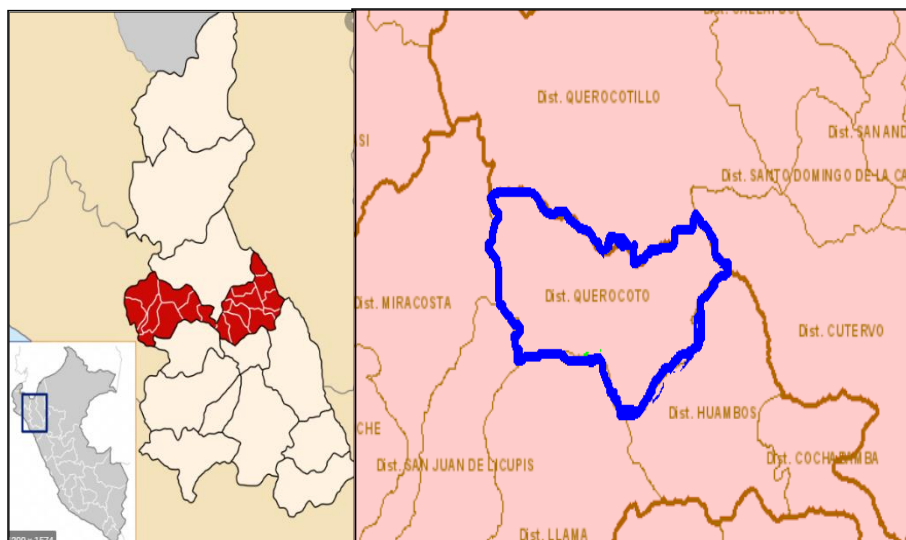 Dist. QUEROCOTILLO
SI
Dist. SAN AND
Dist. SANTO DOMINGO DE LA CA
Dist. MIRACOSTA
Dist. QUEROCOTO
Dist. CUTERVO
Dist. HUAMBOS
CHE
Dist. SAN JUAN DE LICUPIS
Dist. COCHABAMBA
Dist. LLAMA